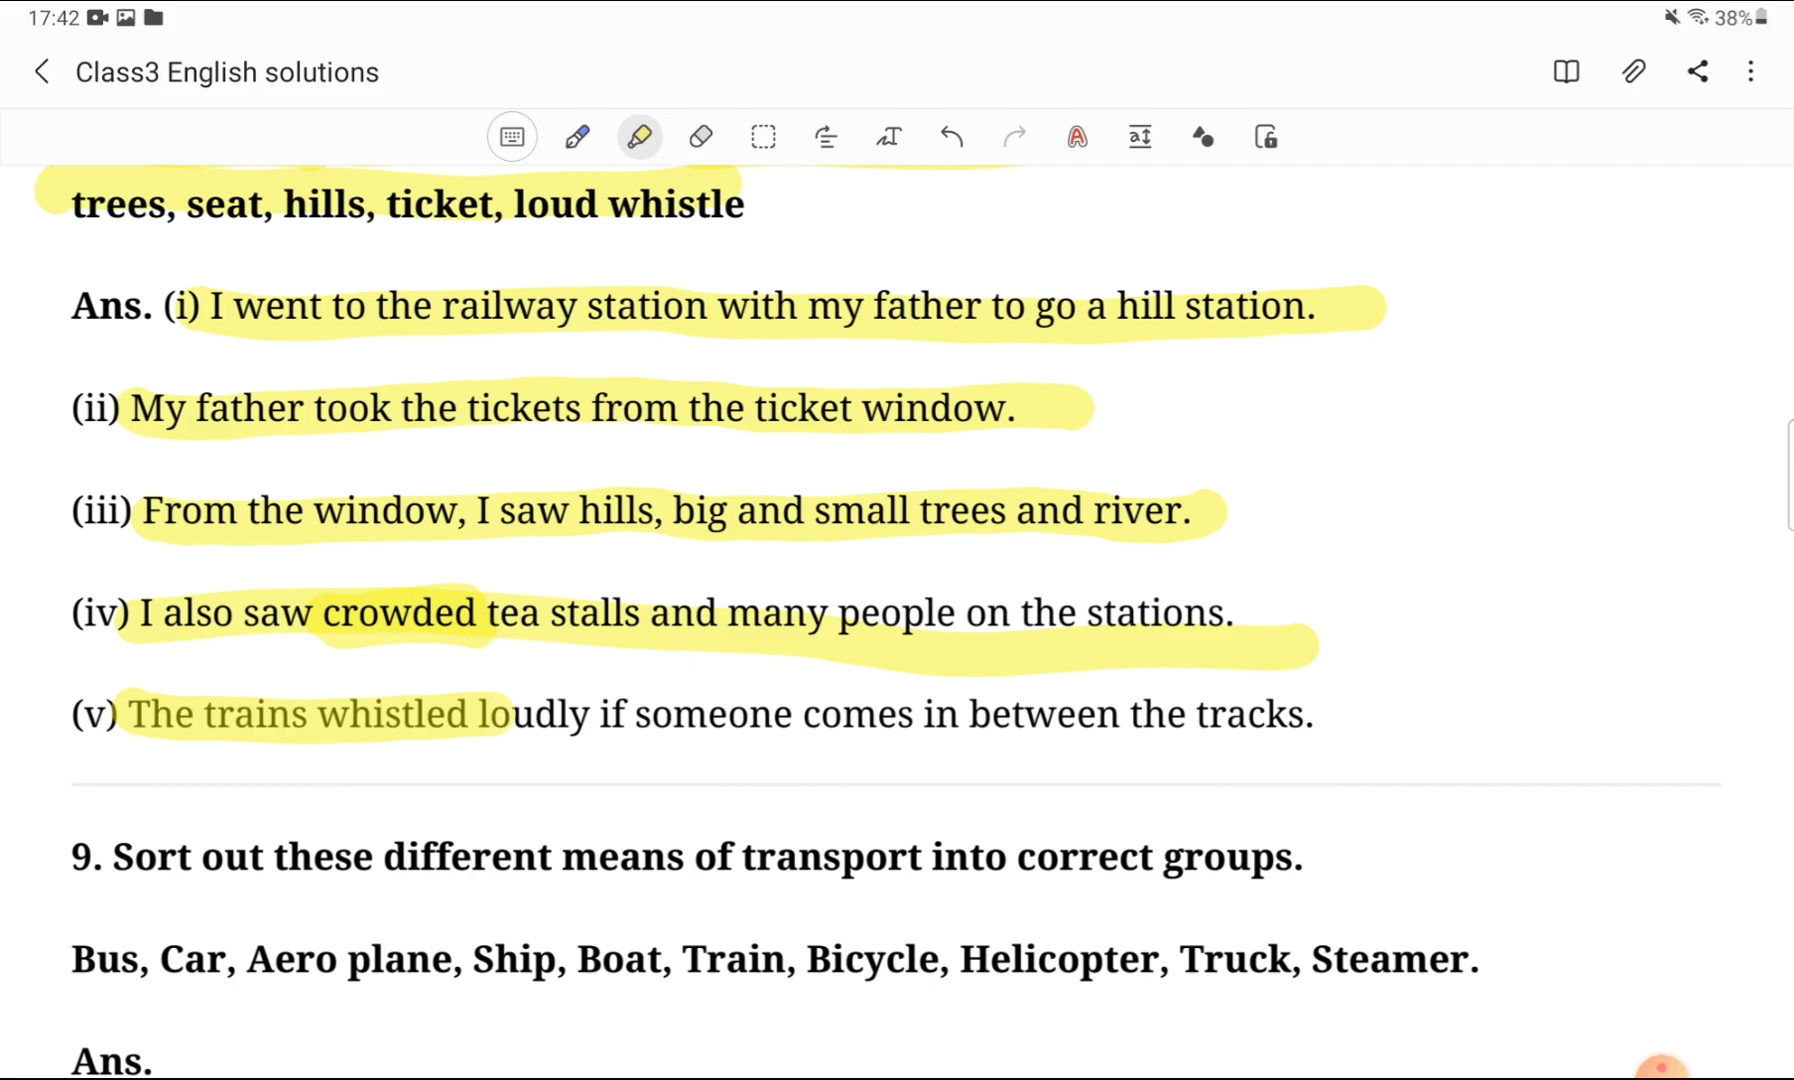 17:42
38%
Class3 English solutions
trees, seat, hills, ticket, loud whistle
Ans. (i) I went to the railway station with my father to go a hill station.
(ii) My father took the tickets from the ticket window.
(iii) From the window, I saw hills, big and small trees and river.
(iv) I also saw crowded tea stalls and many people on the stations.
(v) The trains whistled loudly if someone comes in between the tracks.
9. Sort out these different means of transport into correct groups.
Bus, Car, Aero plane, Ship, Boat, Train, Bicycle, Helicopter, Truck, Steamer.
Ans.